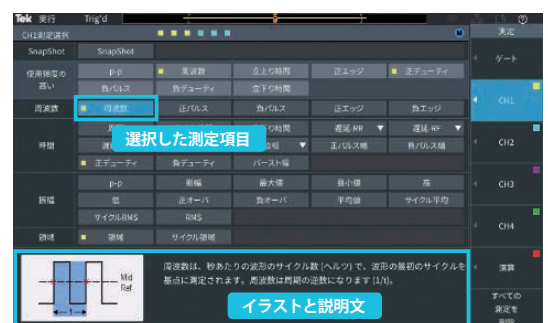 Tek 実行 Trig'd
CH1測定選択 測定
SnapShot SnapShot
ゲート
使用頻度の高い p-p 周波数 立上り時間 正エッジ 正デューティ
負パルス 負デューティ 立下り時間
周波数 周波数 正パルス 負パルス 正エッジ 負エッジ
CH1
選択した測定項目
り時間 遅延-RF 遅延-RF
時間 正パルス幅 負パルス幅
CH2
正デューティ 負デューティ バースト幅
p-p 振幅 最大値 最小値 高
CH3
振幅 低 正オーバ 負オーバ 平均値 サイクル平均
サイクルRMS RMS
CH4
領域 領域 サイクル領域
Mid
Ref
周波数は、秒あたりの波形のサイクル数 [ヘルツ] で、波形の最初のサイクルを
基点に測定されます。周波数は周期の逆数になります (1/t)。
イラストと説明文
演算
すべての
測定を